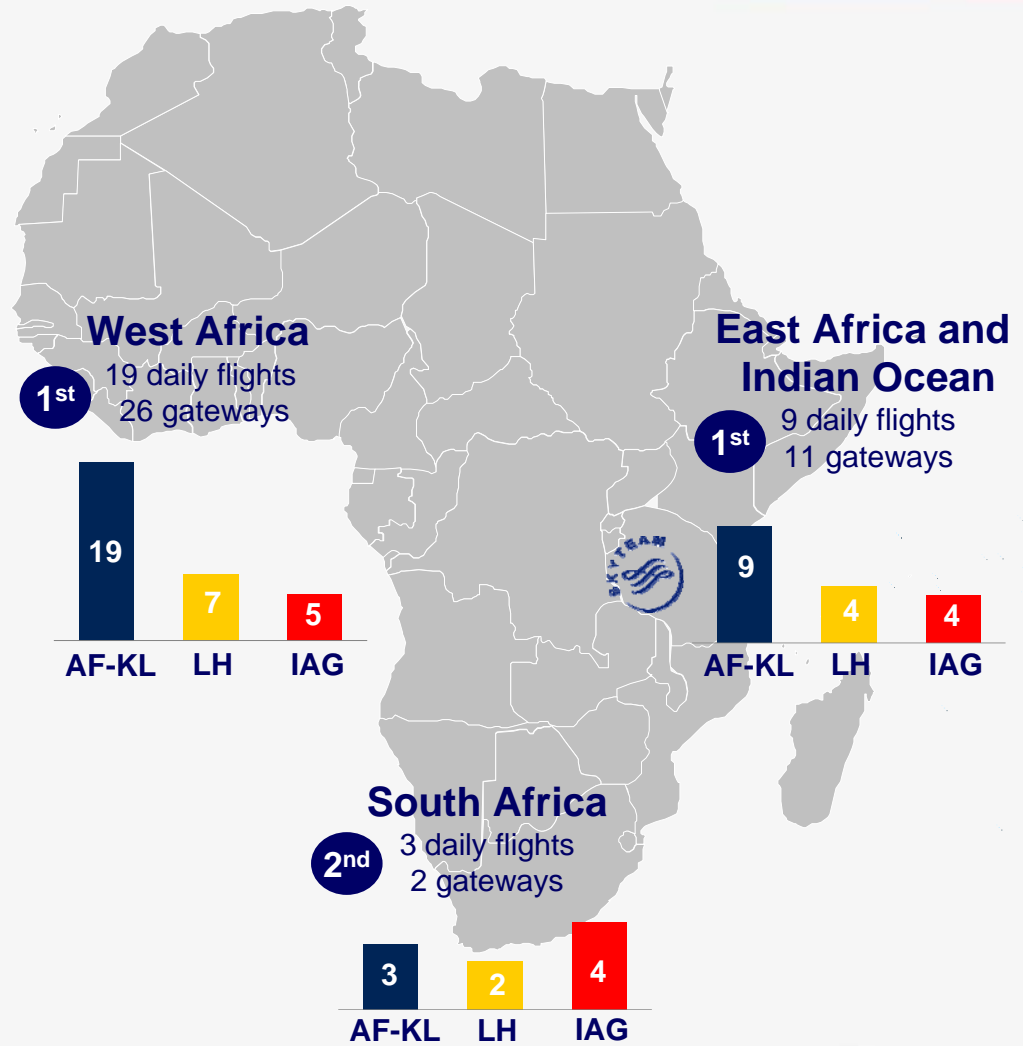 West Africa
19 daily flights
26 gateways
1st
19
7
5
AF-KL
LH
IAG
East Africa and
Indian Ocean
9 daily flights
11 gateways
1st
9
4
4
AF-KL
LH
IAG
SKYTEAM
South Africa
3 daily flights
2 gateways
2nd
3
2
4
AF-KL
LH
IAG